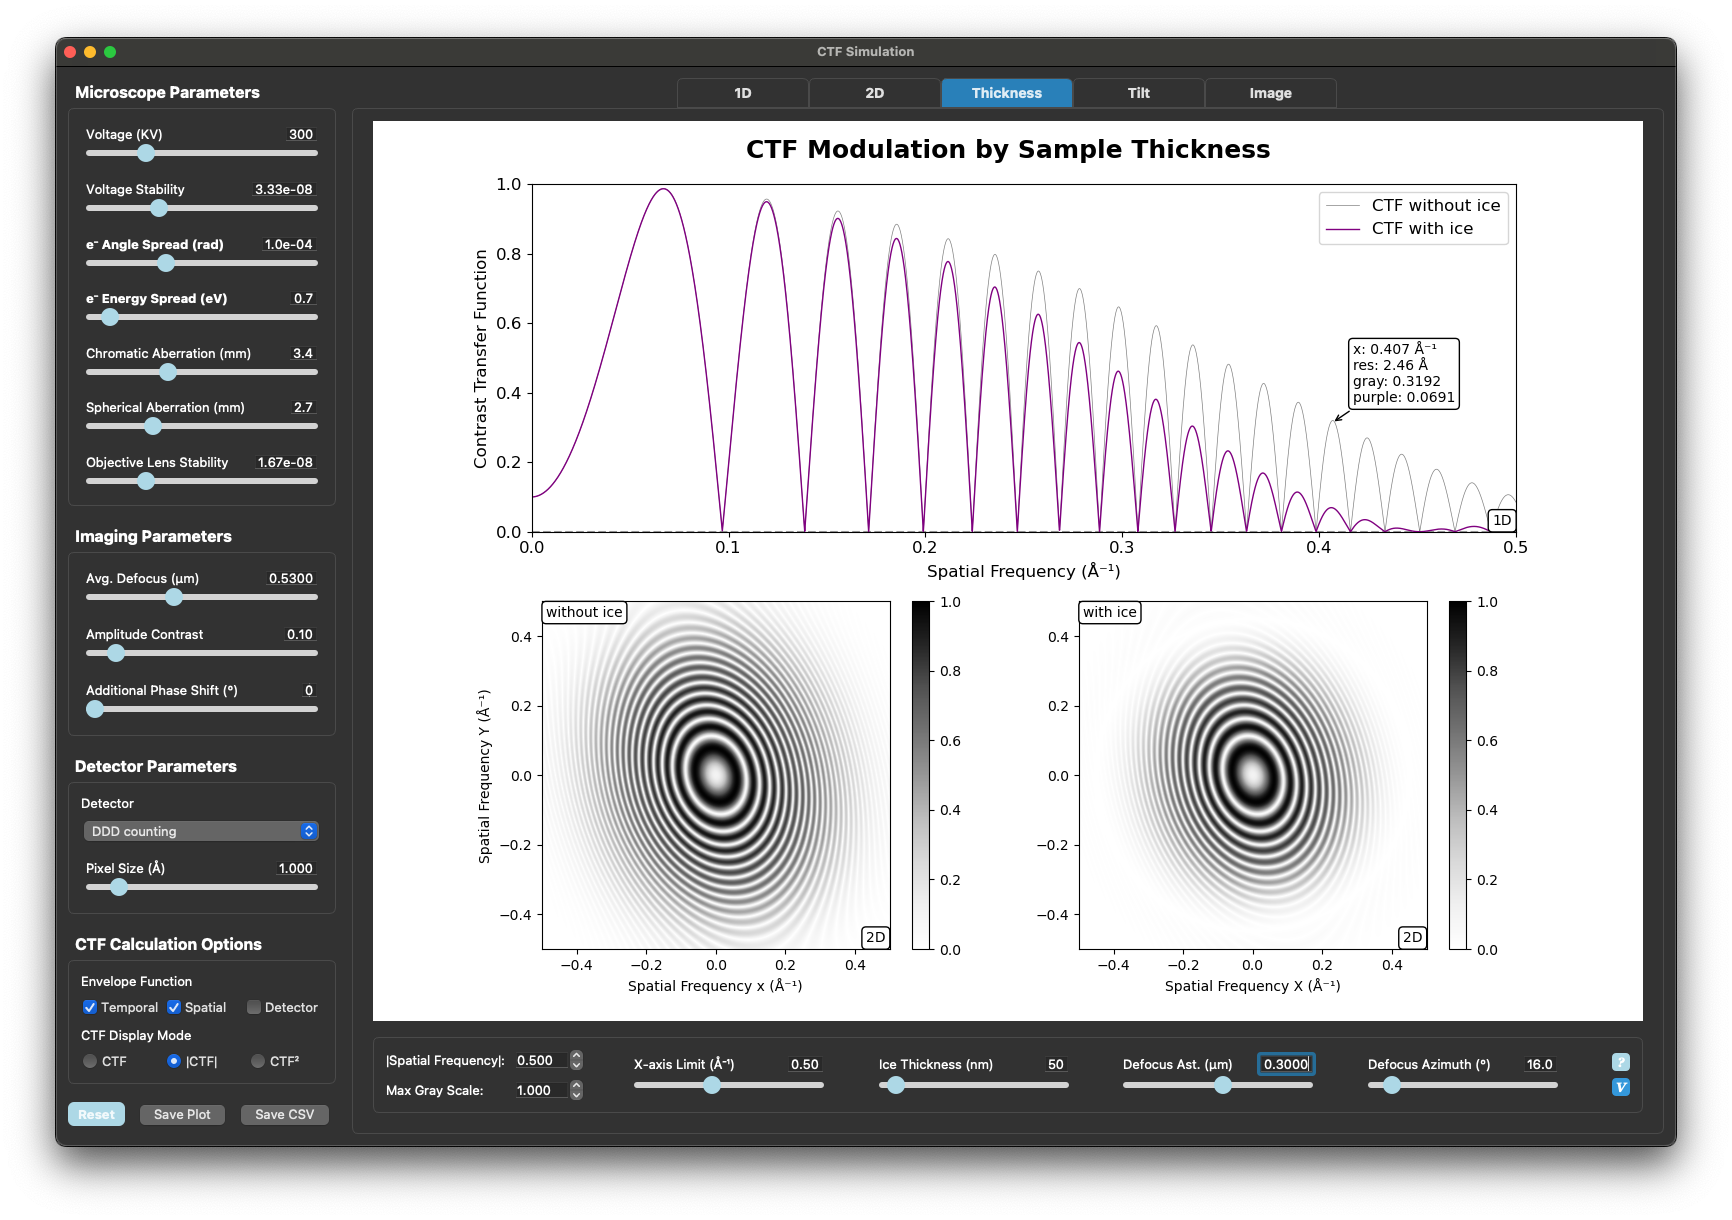 CTF Simulation
Microscope Parameters
Voltage (KV) 300
Voltage Stability 3.33e-08
e⁻ Angle Spread (rad) 1.0e-04
e⁻ Energy Spread (eV) 0.7
Chromatic Aberration (mm) 3.4
Spherical Aberration (mm) 2.7
Objective Lens Stability 1.67e-08
Imaging Parameters
Avg. Defocus (µm) 0.5300
Amplitude Contrast 0.10
Additional Phase Shift (°) 0
Detector Parameters
Detector
DDD counting
Pixel Size (Å) 1.000
CTF Calculation Options
Envelope Function
Temporal Spatial Detector
CTF Display Mode
CTF |CTF| CTF²
Reset Save Plot Save CSV
1D 2D Thickness Tilt Image
CTF Modulation by Sample Thickness
Contrast Transfer Function
1.0
0.8
0.6
0.4
0.2
0.0
CTF without ice
CTF with ice
x: 0.407 Å⁻¹
res: 2.46 Å
gray: 0.3192
purple: 0.0691
1D
0.0 0.1 0.2 0.3 0.4 0.5
Spatial Frequency (Å⁻¹)
without ice
Spatial Frequency Y (Å⁻¹)
0.4
0.2
0.0
−0.2
−0.4
2D
−0.4 −0.2 0.0 0.2 0.4
Spatial Frequency x (Å⁻¹)
1.0
0.8
0.6
0.4
0.2
0.0
with ice
0.4
0.2
0.0
−0.2
−0.4
2D
−0.4 −0.2 0.0 0.2 0.4
Spatial Frequency X (Å⁻¹)
1.0
0.8
0.6
0.4
0.2
0.0
|Spatial Frequency|: 0.500
Max Gray Scale: 1.000
X-axis Limit (Å⁻¹) 0.50
Ice Thickness (nm) 50
Defocus Ast. (µm) 0.3000
Defocus Azimuth (°) 16.0
?
V